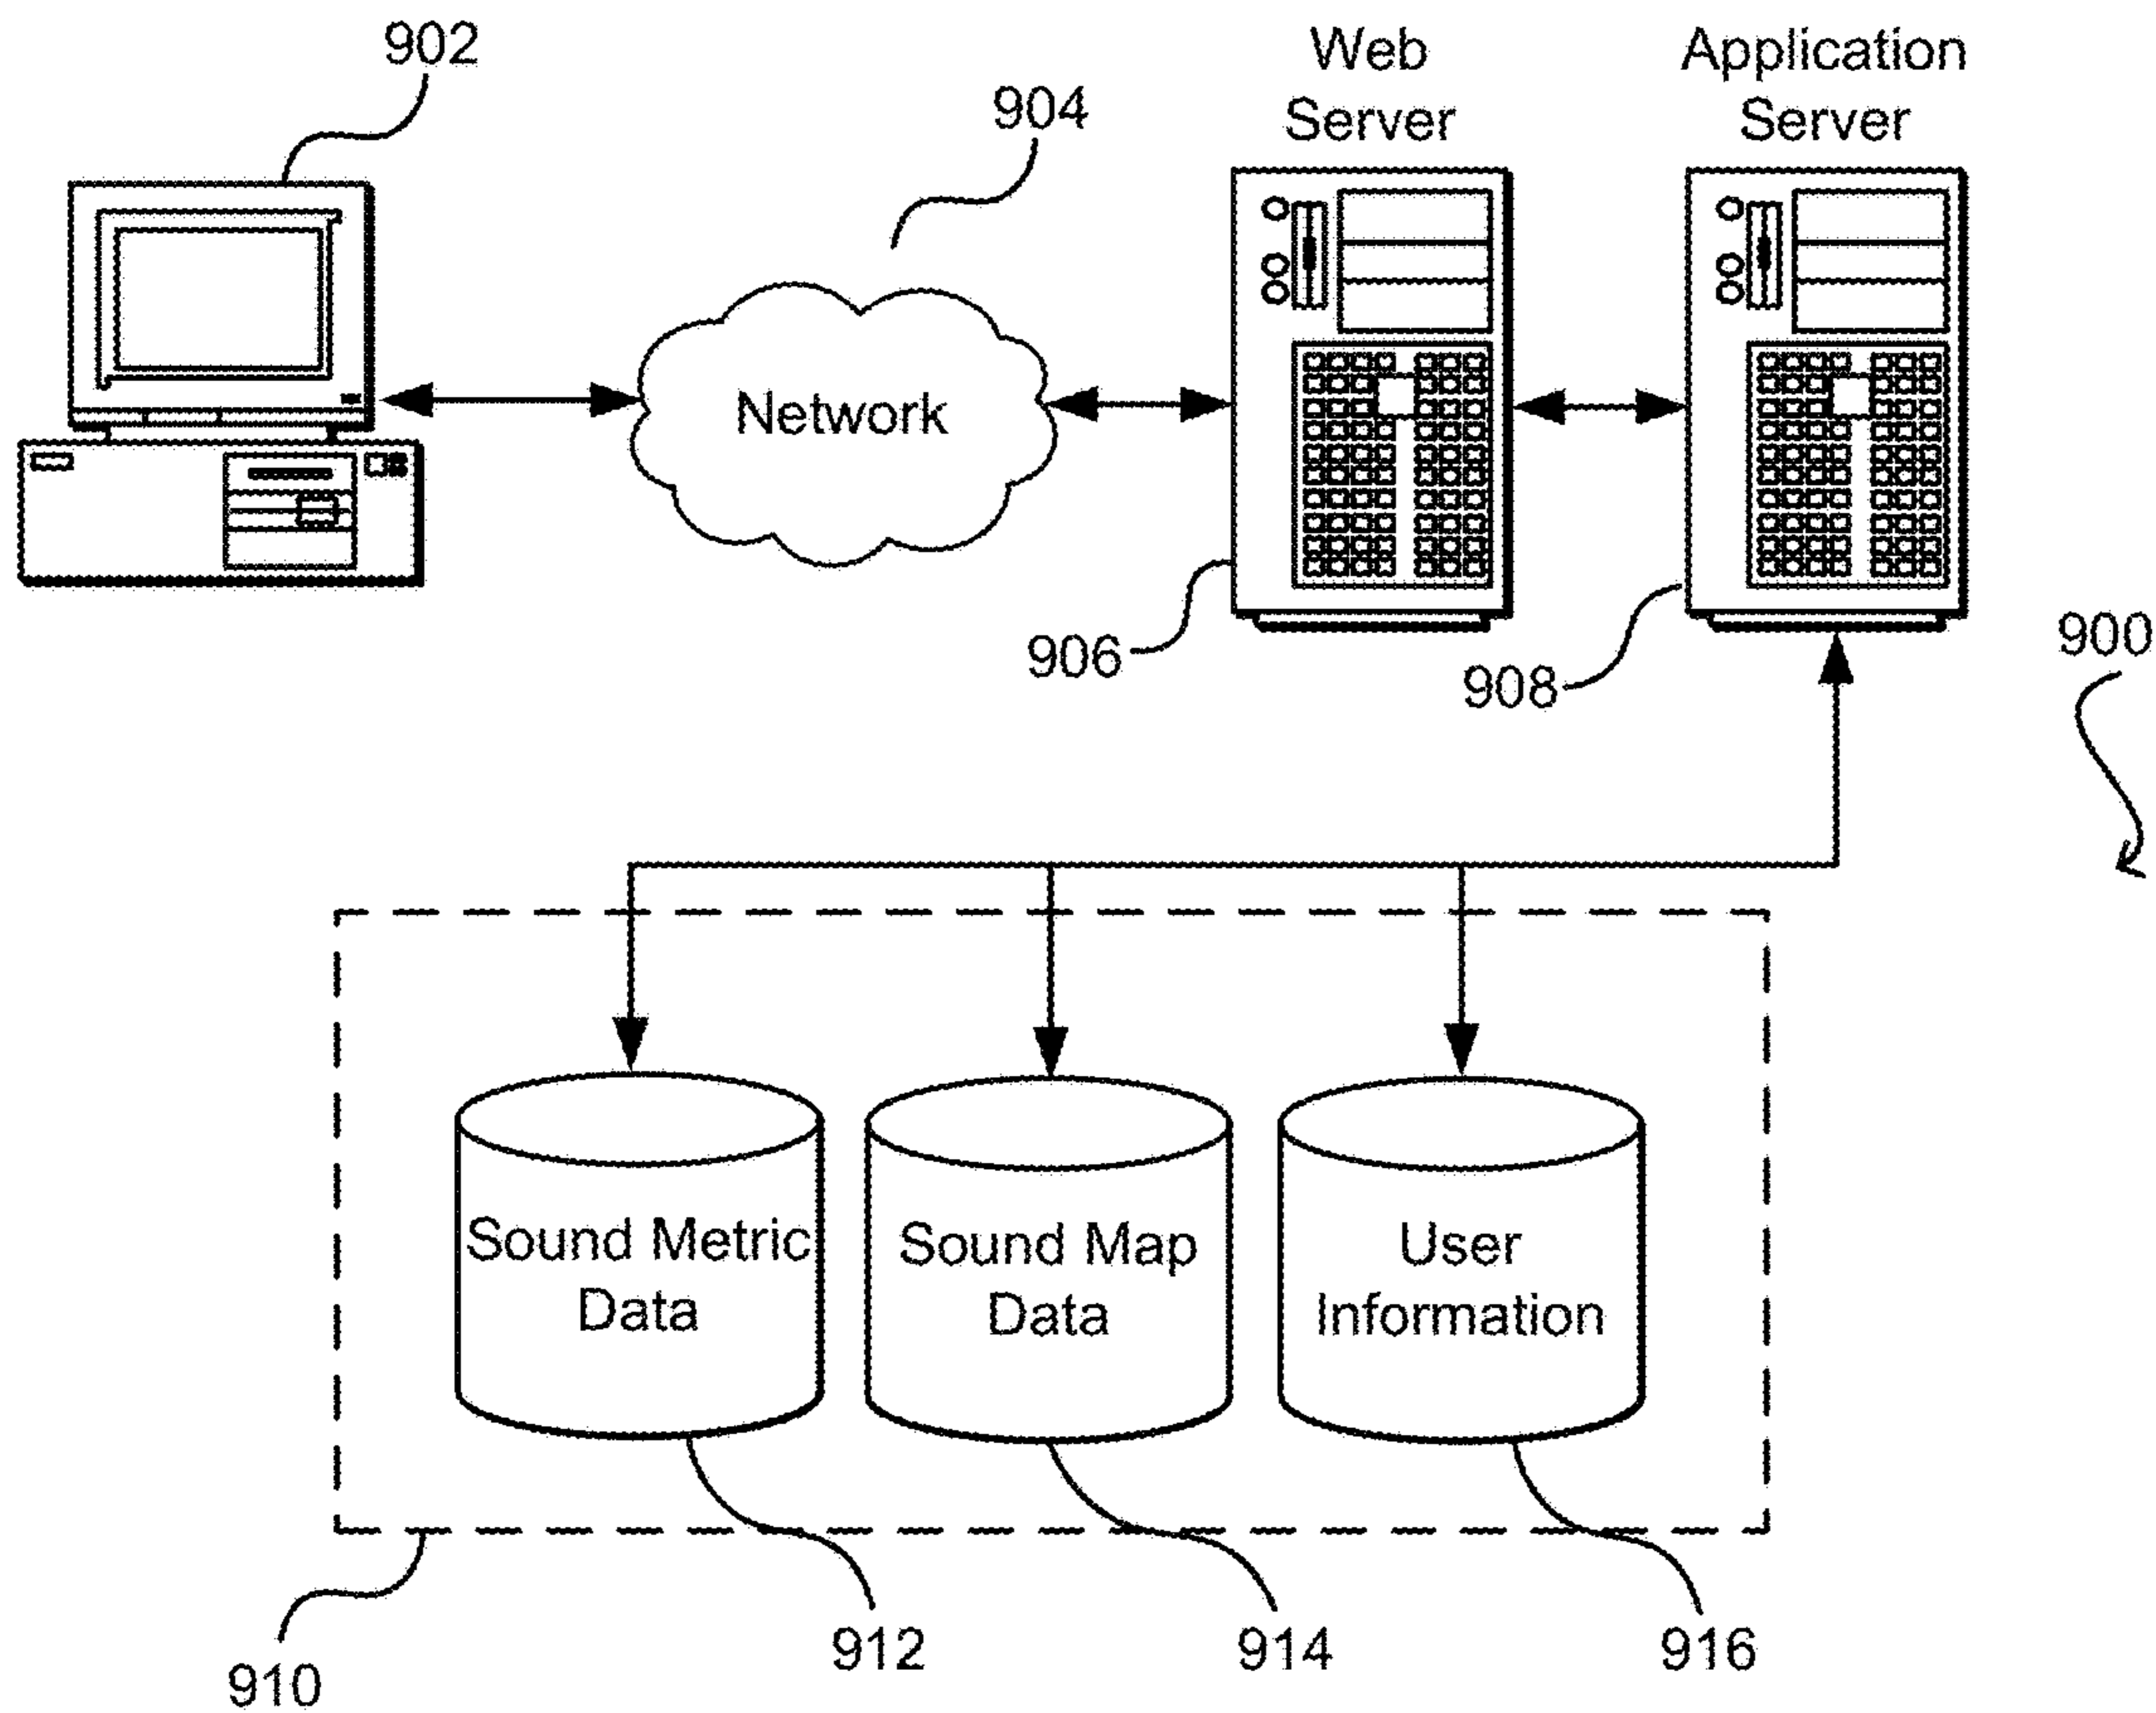 902
904
Web
Server
Application
Server
Network
906
908
900
Sound Metric
Data
Sound Map
Data
User
Information
910
912
914
916